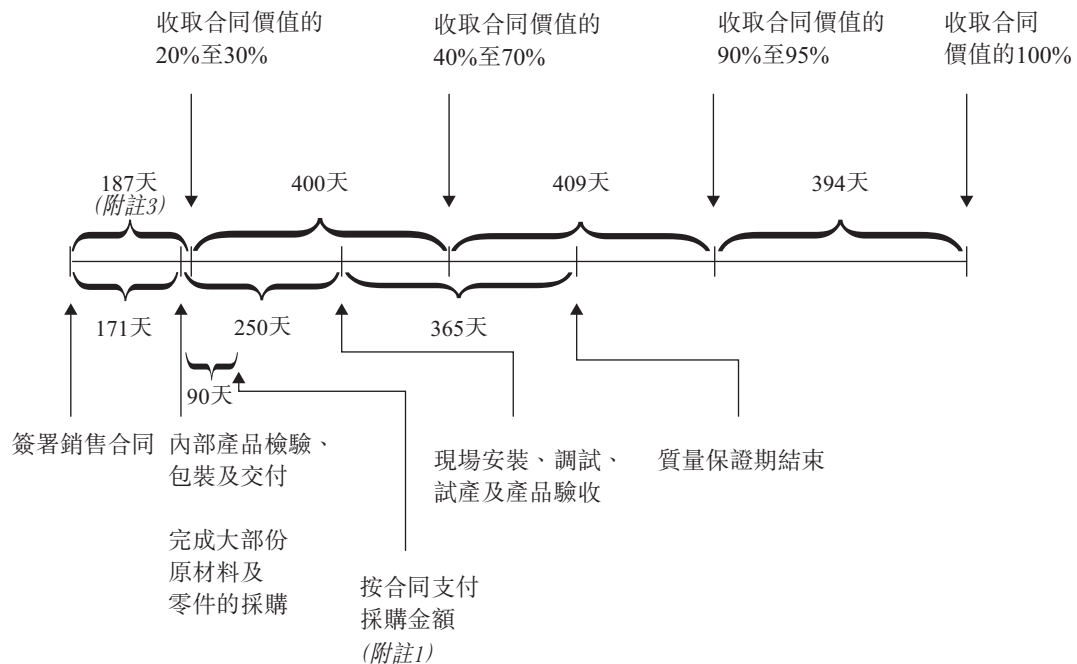 收取合同價值的
20%至30%
收取合同價值的
40%至70%
收取合同價值的
90%至95%
收取合同
價值的100%
187天
(附註3)
400天
409天
394天
171天
250天
365天
90天
簽署銷售合同
內部產品檢驗、
包裝及交付
完成大部份
原材料及
零件的採購
按合同支付
採購金額
(附註1)
現場安裝、調試、
試產及產品驗收
質量保證期結束